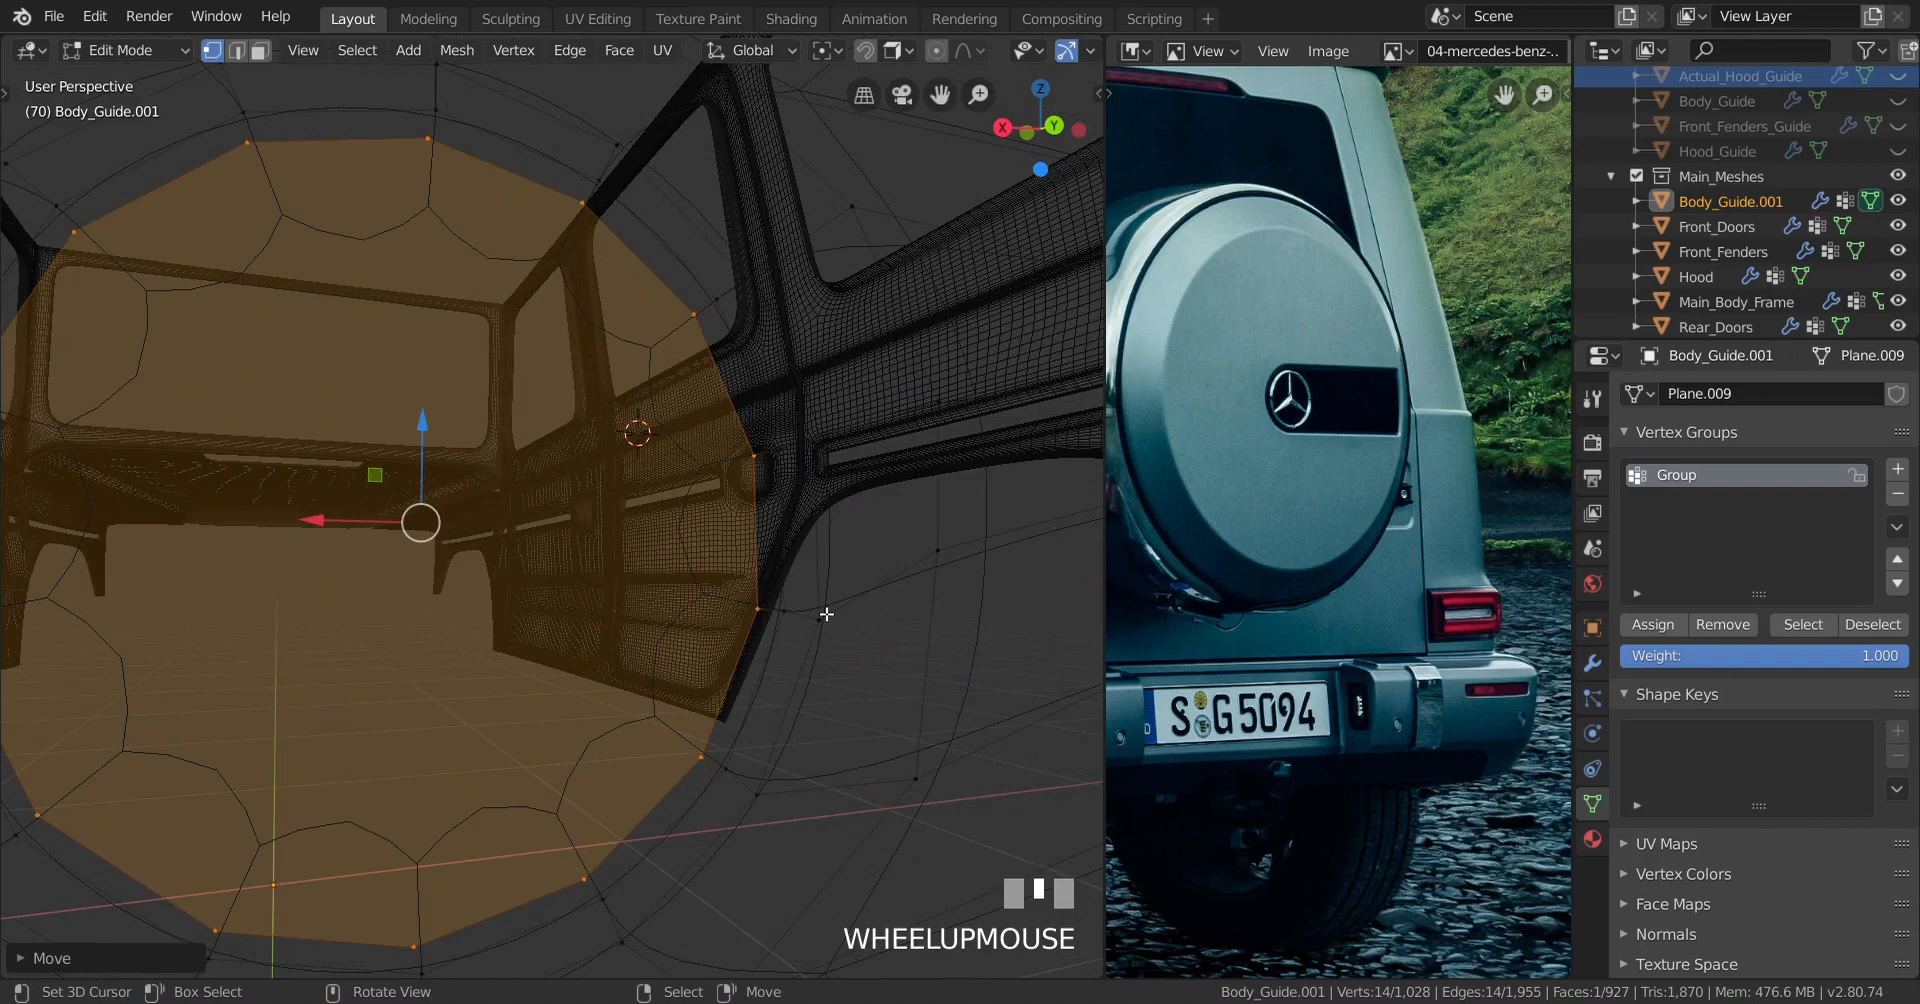 File Edit Render Window Help Layout Modeling Sculpting UV Editing Texture Paint Shading Animation Rendering Compositing Scripting + Scene View Layer
Edit Mode View Select Add Mesh Vertex Edge Face UV Global View View Image 04-mercedes-benz-..
User Perspective
(70) Body_Guide.001
Z
X Y
Actual_Hood_Guide
Body_Guide
Front_Fenders_Guide
Hood_Guide
Main_Meshes
Body_Guide.001
Front_Doors
Front_Fenders
Hood
Main_Body_Frame
Rear_Doors
Body_Guide.001 Plane.009
Plane.009
Vertex Groups
Group
Assign Remove Select Deselect
Weight: 1.000
Shape Keys
UV Maps
Vertex Colors
Face Maps
Normals
Texture Space
S G 5094
WHEELUPMOUSE
Move
Set 3D Cursor Box Select Rotate View Select Move Body_Guide.001 | Verts:14/1,028 | Edges:14/1,955 | Faces:1/927 | Tris:1,870 | Mem: 476.6 MB | v2.80.74